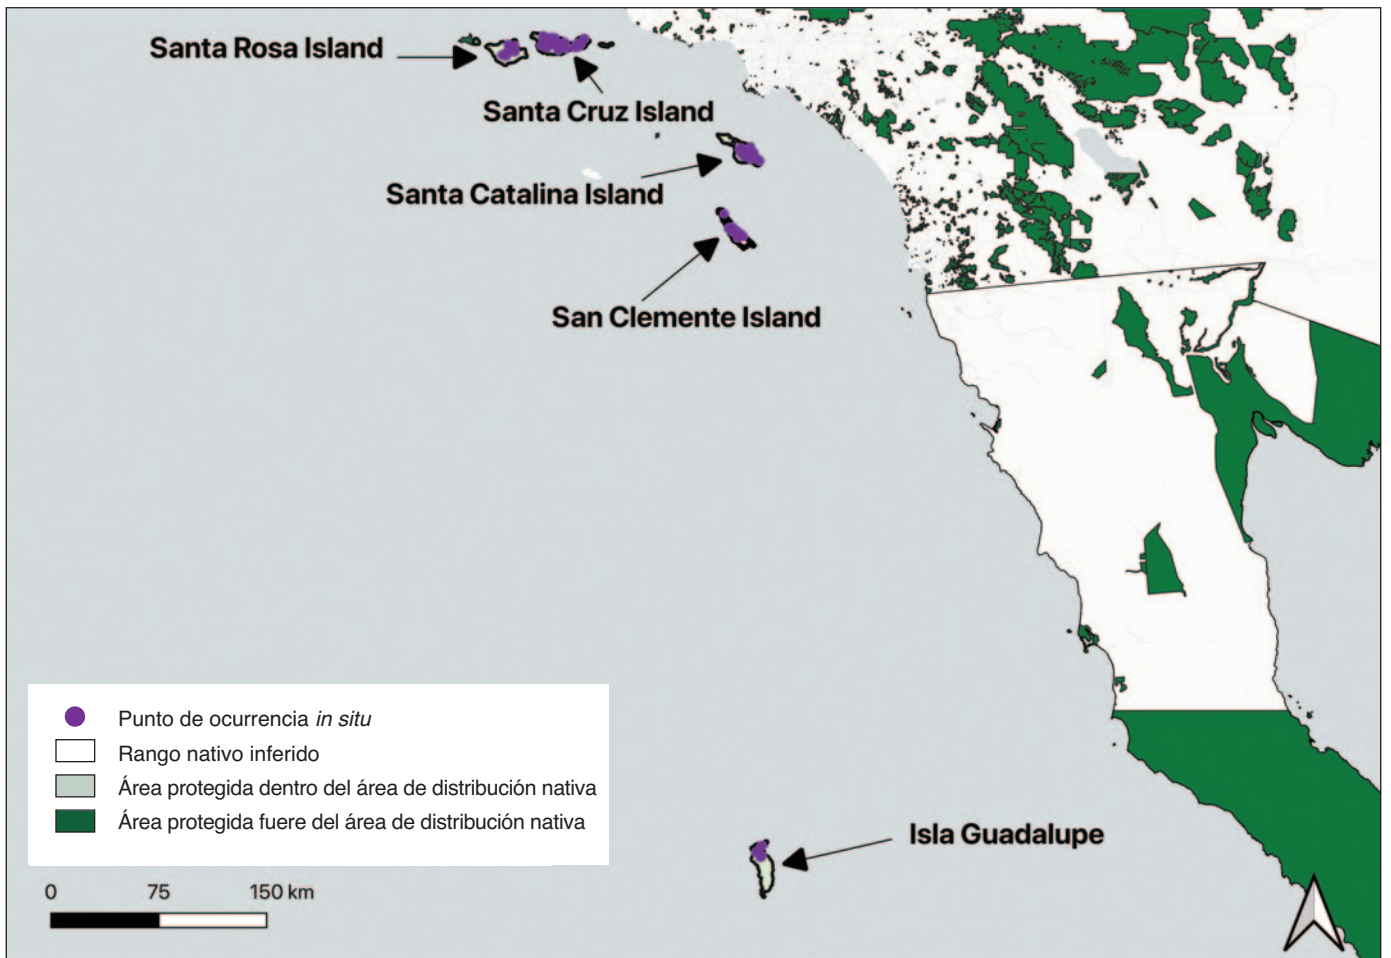 Santa Rosa Island
Santa Cruz Island
Santa Catalina Island
San Clemente Island
Punto de ocurrencia in situ
Rango nativo inferido
Área protegida dentro del área de distribución nativa
Área protegida fuere del área de distribución nativa
Isla Guadalupe
0 75 150 km